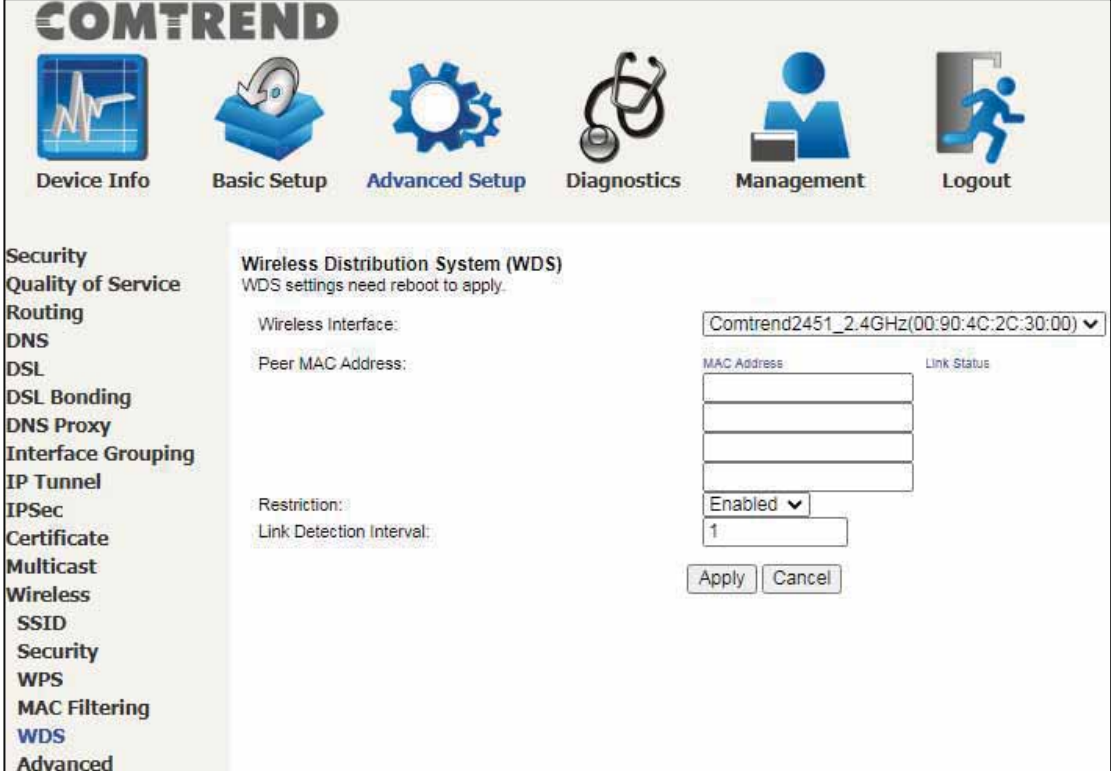 COMTREND
Device Info
Basic Setup
Advanced Setup
Diagnostics
Management
Logout
Security
Quality of Service
Routing
DNS
DSL
DSL Bonding
DNS Proxy
Interface Grouping
IP Tunnel
IPSec
Certificate
Multicast
Wireless
SSID
Security
WPS
MAC Filtering
WDS
Advanced
Wireless Distribution System (WDS)
WDS settings need reboot to apply.
Wireless Interface: Comtrend2451_2.4GHz(00:90:4C:2C:30:00)
Peer MAC Address: MAC Address Link Status
Restriction: Enabled
Link Detection Interval: 1
Apply Cancel